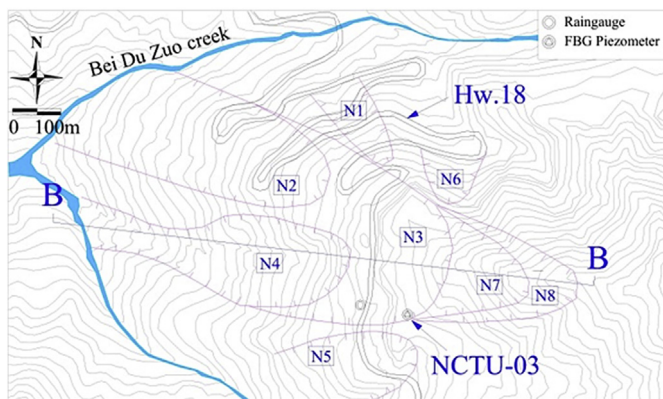 Raingauge
FBG Piezometer
Bei Du Zuo creek
N
0 100m
Hw.18
N1
N6
N2
B
N3
N4
B
N7
N8
N5
NCTU-03